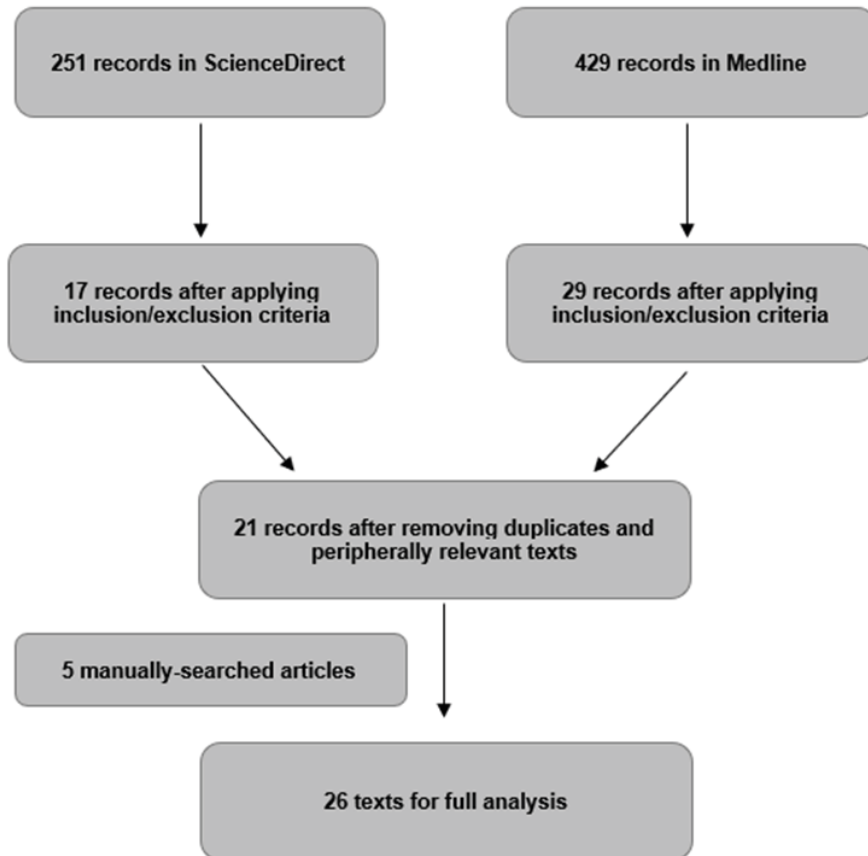 251 records in ScienceDirect
429 records in Medline
17 records after applying
inclusion/exclusion criteria
29 records after applying
inclusion/exclusion criteria
21 records after removing duplicates and
peripherally relevant texts
5 manually-searched articles
26 texts for full analysis